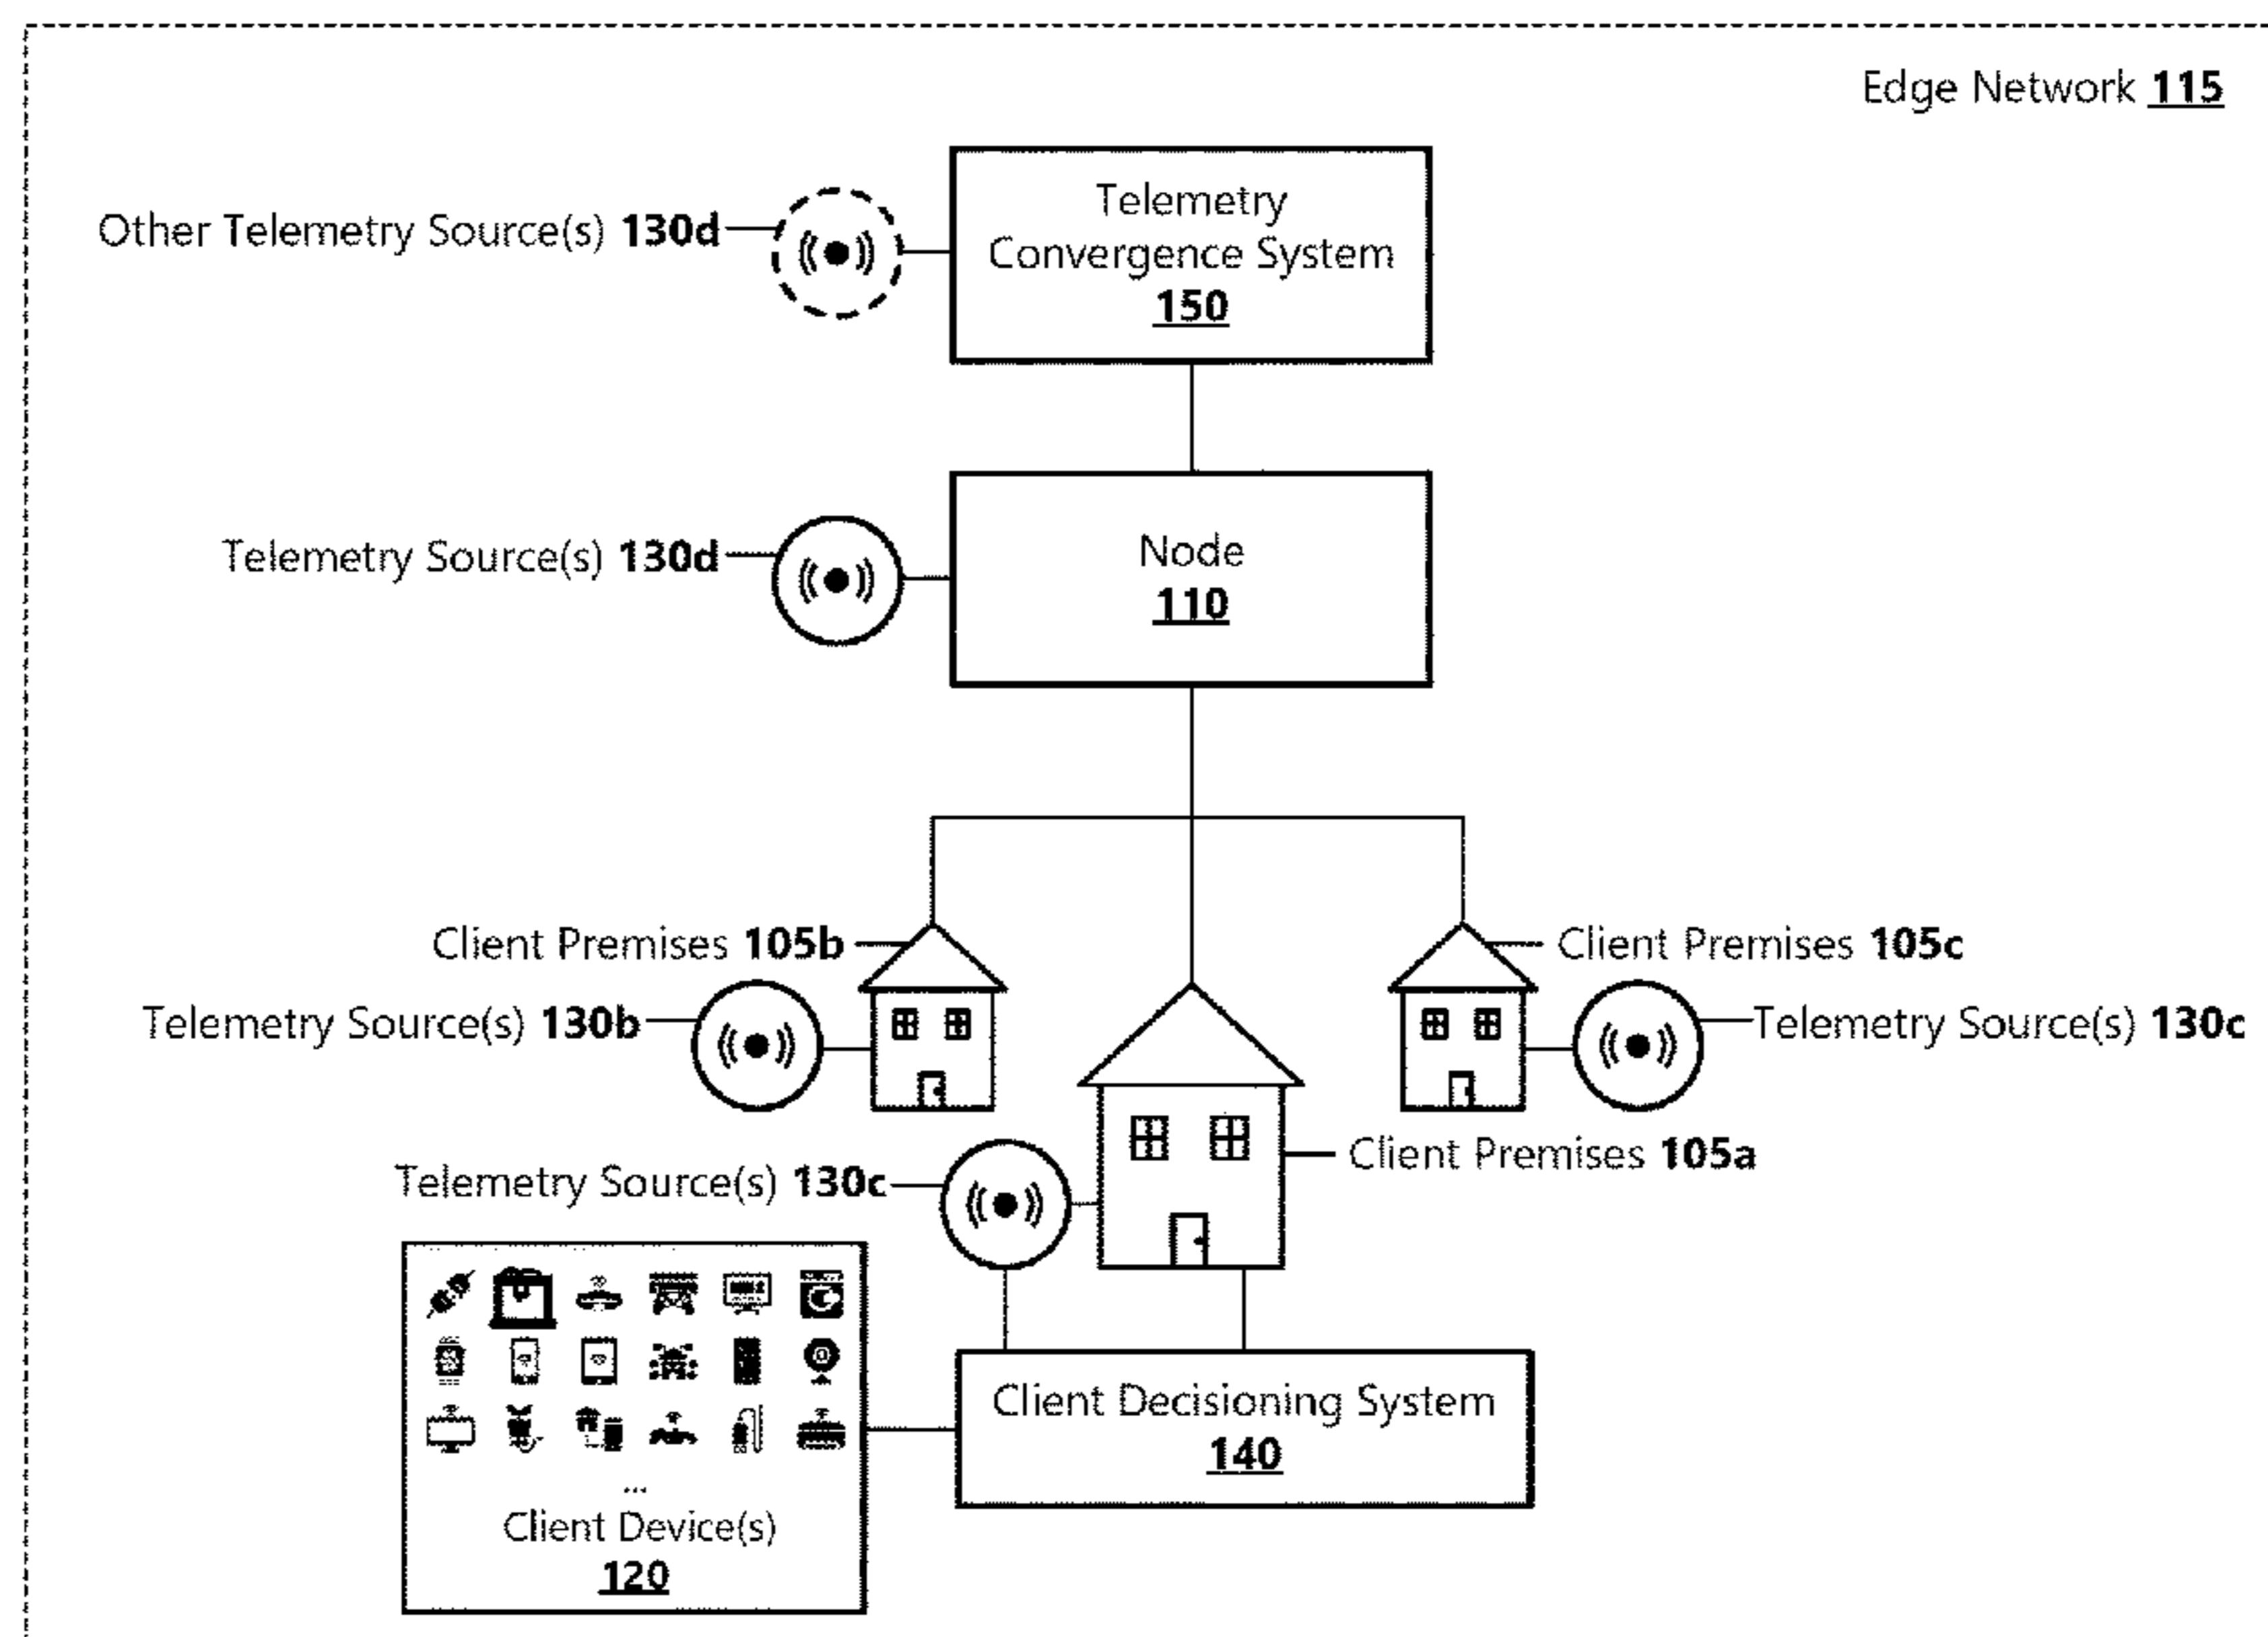 Edge Network 115
Telemetry
Convergence System
150
Other Telemetry Source(s) 130d
Node
110
Telemetry Source(s) 130d
Client Premises 105b
Client Premises 105c
Telemetry Source(s) 130b
Telemetry Source(s) 130c
Client Premises 105a
Telemetry Source(s) 130c
Client Decisioning System
140
...
Client Device(s)
120